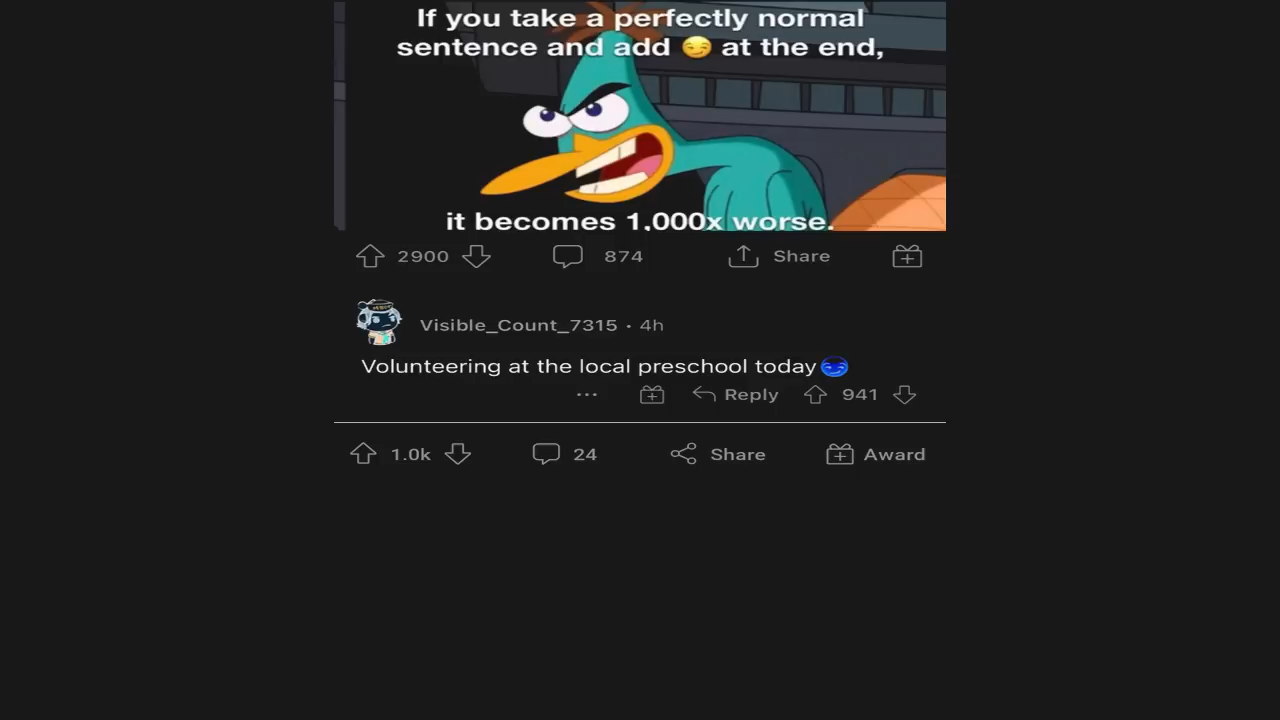 If you take a perfectly normal
sentence and add 😏 at the end,
it becomes 1,000x worse.
2900 874 Share
Visible_Count_7315 · 4h
Volunteering at the local preschool today😏
... Reply 941
1.0k 24 Share Award